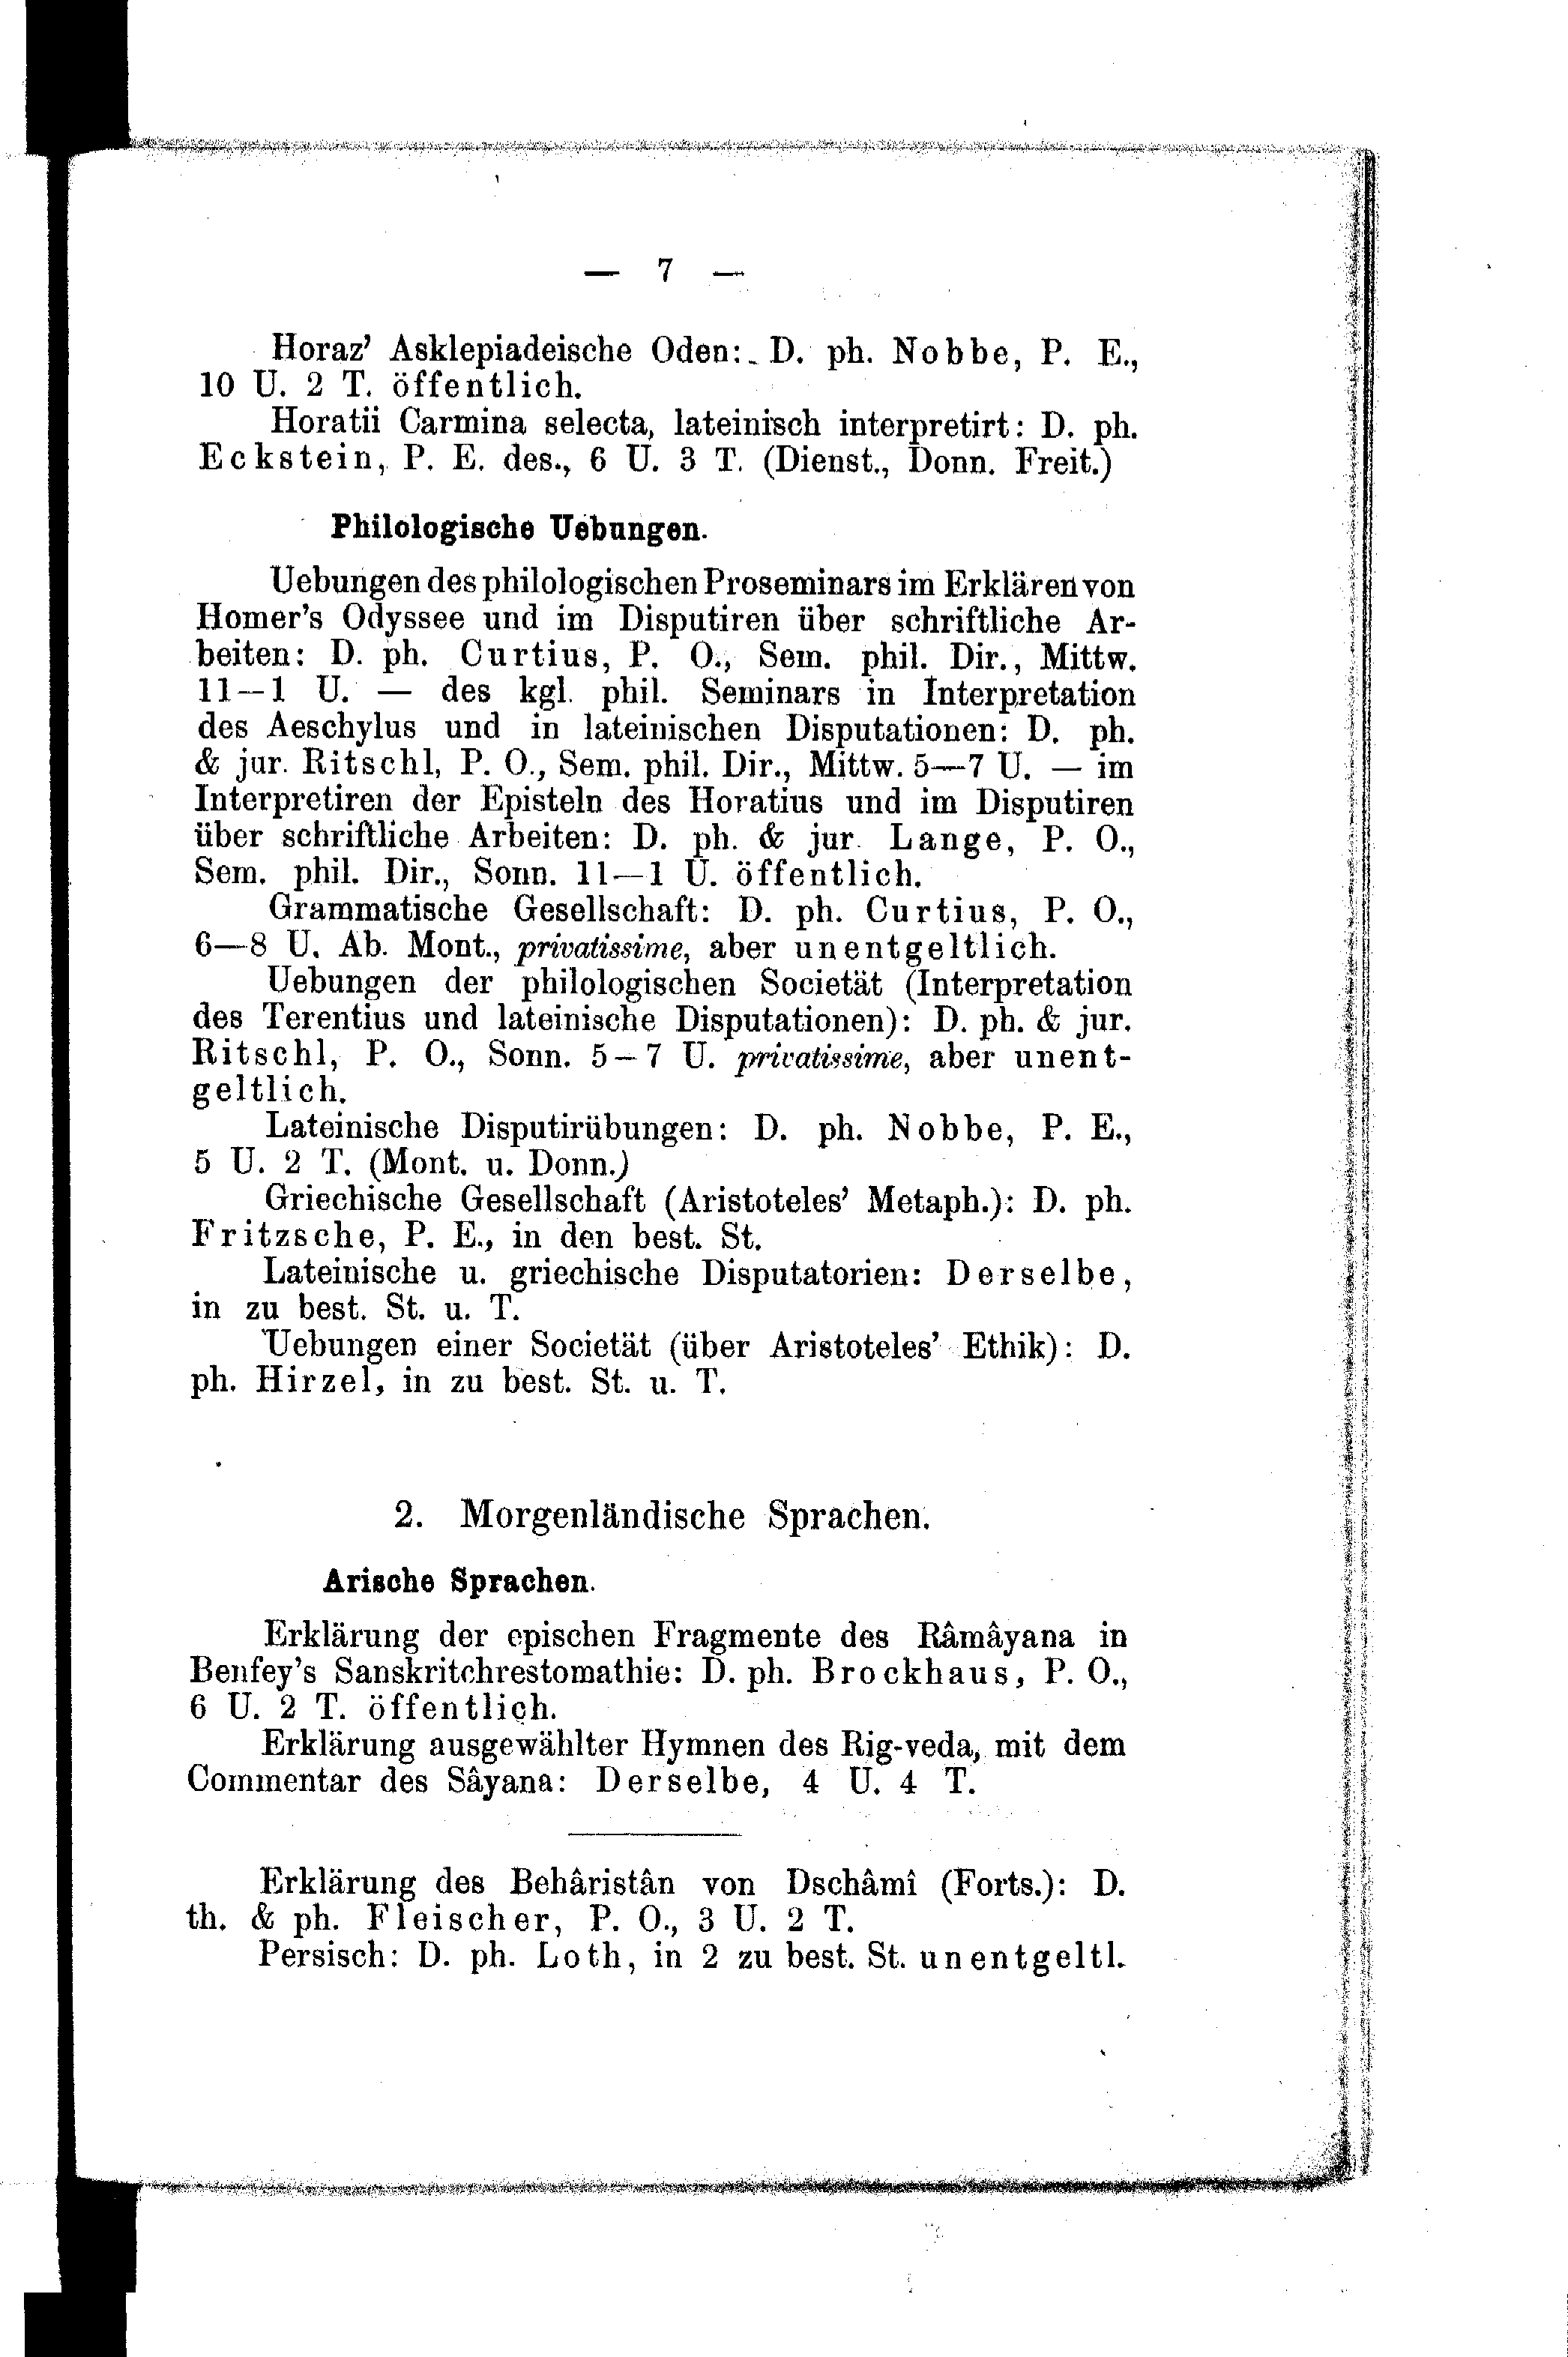 — 7 —
Horaz' Asklepiadeische Oden: D. ph. Nobbe, P. E.,
10 U. 2 T. öffentlich.
Horatii Carmina selecta, lateinisch interpretirt: D. ph.
Eckstein, P. E. des., 6 U. 3 T. (Dienst., Donn. Freit.)
Philologische Uebungen.
Uebungen des philologischen Proseminars im Erklären von
Homer's Odyssee und im Disputiren über schriftliche Ar-
beiten: D. ph. Curtius, P. O., Sem. phil. Dir., Mittw.
11—1 U. — des kgl. phil. Seminars in Interpretation
des Aeschylus und in lateinischen Disputationen: D. ph.
& jur. Ritschl, P. O., Sem. phil. Dir., Mittw. 5—7 U. — im
Interpretiren der Episteln des Horatius und im Disputiren
über schriftliche Arbeiten: D. ph. & jur. Lange, P. O.,
Sem. phil. Dir., Sonn. 11—1 U. öffentlich.
Grammatische Gesellschaft: D. ph. Curtius, P. O.,
6—8 U. Ab. Mont., privatissime, aber unentgeltlich.
Uebungen der philologischen Societät (Interpretation
des Terentius und lateinische Disputationen): D. ph. & jur.
Ritschl, P. O., Sonn. 5—7 U. privatissime, aber unent-
geltlich.
Lateinische Disputirübungen: D. ph. Nobbe, P. E.,
5 U. 2 T. (Mont. u. Donn.)
Griechische Gesellschaft (Aristoteles' Metaph.): D. ph.
Fritzsche, P. E., in den best. St.
Lateinische u. griechische Disputatorien: Derselbe,
in zu best. St. u. T.
Uebungen einer Societät (über Aristoteles' Ethik): D.
ph. Hirzel, in zu best. St. u. T.
2. Morgenländische Sprachen.
Arische Sprachen.
Erklärung der epischen Fragmente des Râmâyana in
Benfey's Sanskritchrestomathie: D. ph. Brockhaus, P. O.,
6 U. 2 T. öffentlich.
Erklärung ausgewählter Hymnen des Rig-veda, mit dem
Commentar des Sâyana: Derselbe, 4 U. 4 T.
Erklärung des Behâristân von Dschâmî (Forts.): D.
th. & ph. Fleischer, P. O., 3 U. 2 T.
Persisch: D. ph. Loth, in 2 zu best. St. unentgeltl.